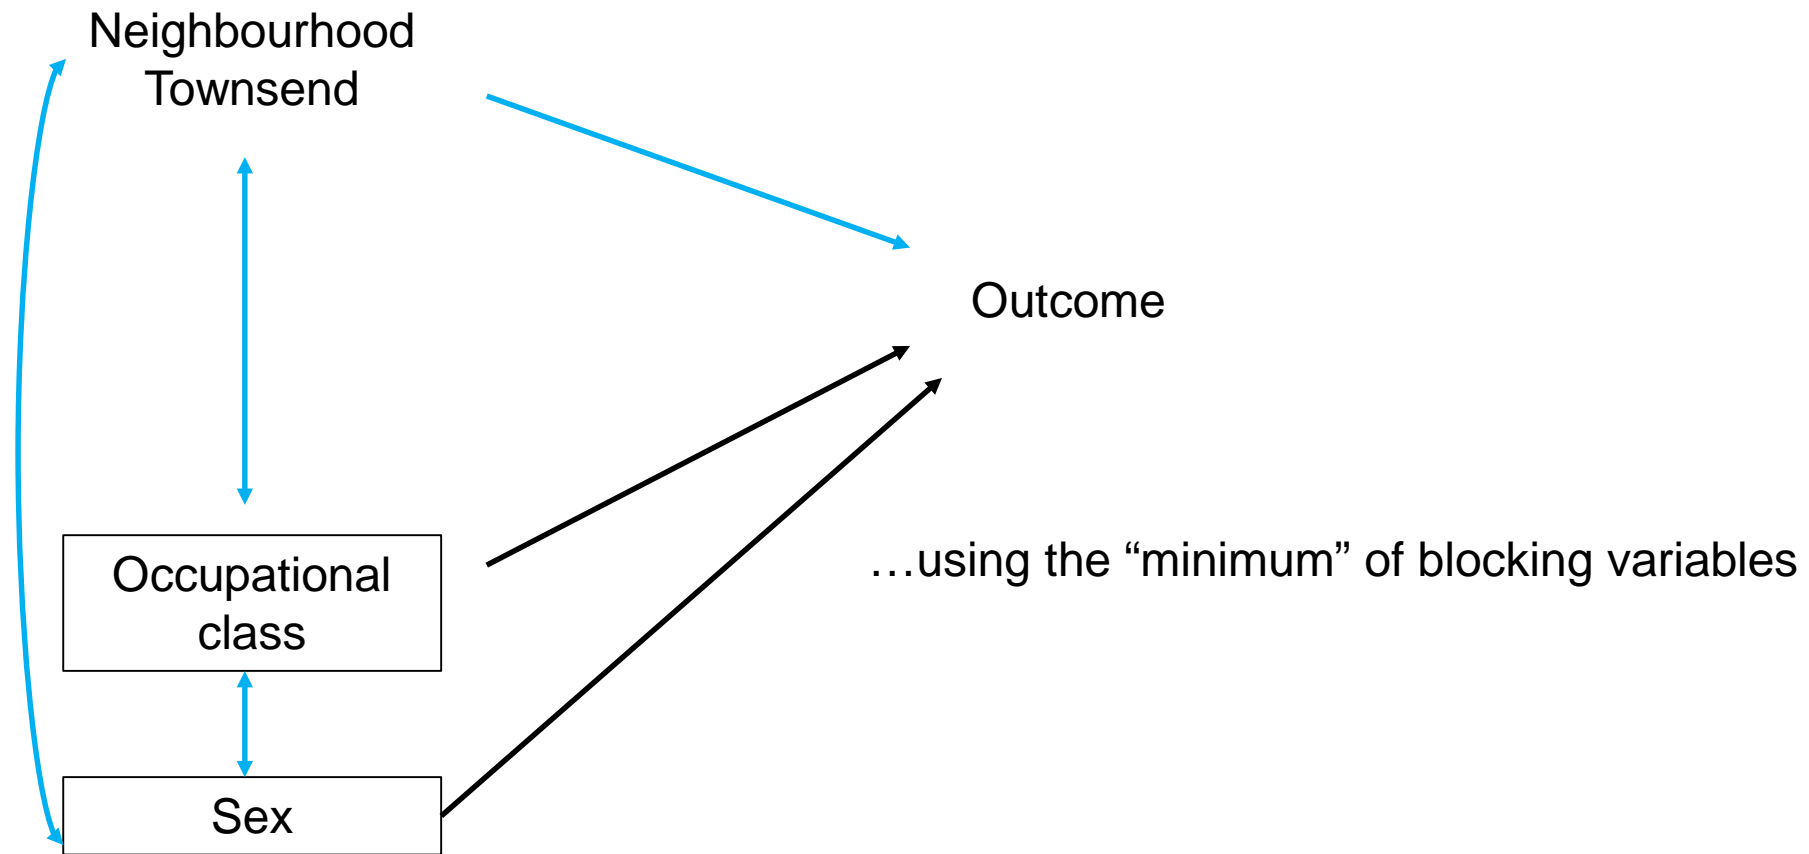 Neighbourhood
Townsend
Outcome
Occupational
class
…using the “minimum” of blocking variables
Sex